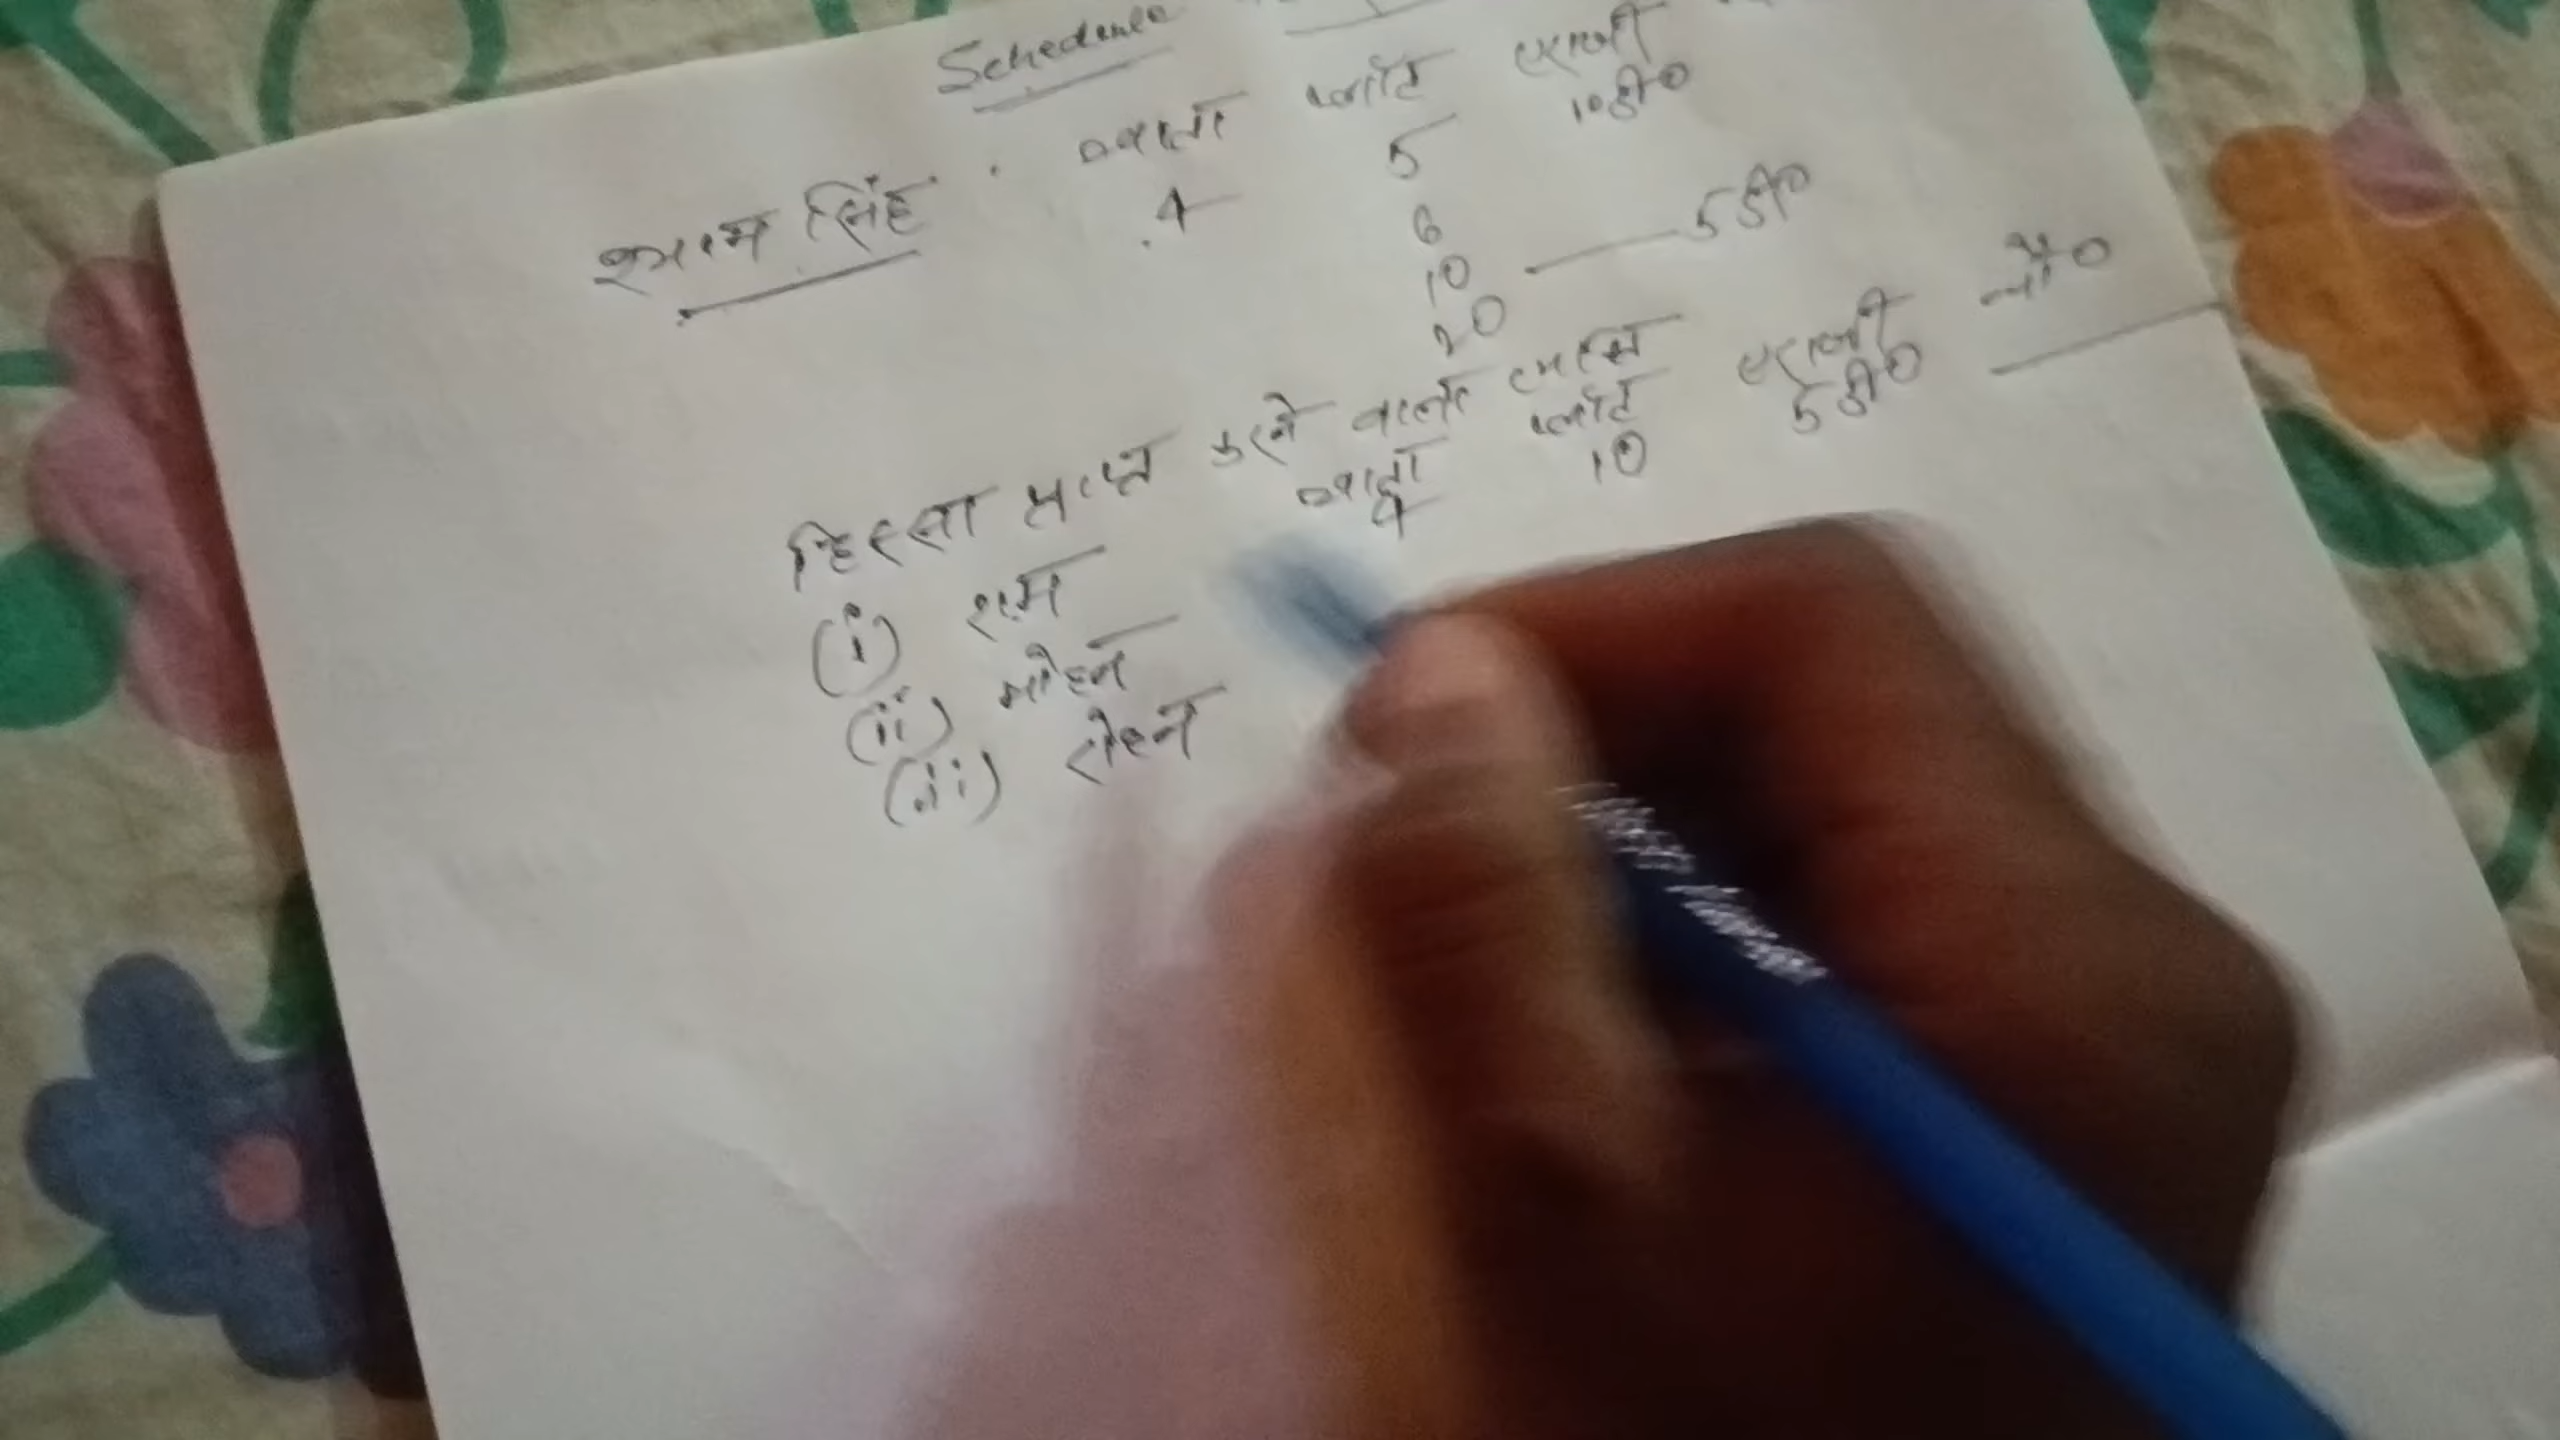 Schedule
खाता प्लॉट एराजी
श्याम सिंह 4 5 10डी०
6
10 5डी०
20
हिस्सा प्राप्त करने वाले व्यक्ति
खाता प्लॉट एराजी चौ०
(i) राम 4 10 5डी०
(ii) मोहन
(iii) सोहन